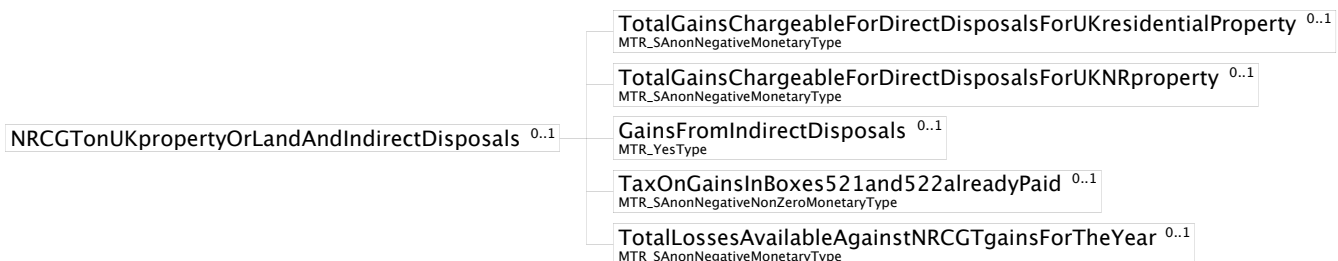 TotalGainsChargeableForDirectDisposalsForUKresidentialProperty 0..1
MTR_SAnonNegativeMonetaryType
TotalGainsChargeableForDirectDisposalsForUKNRproperty 0..1
MTR_SAnonNegativeMonetaryType
NRCGTonUKpropertyOrLandAndIndirectDisposals 0..1
GainsFromIndirectDisposals 0..1
MTR_YesType
TaxOnGainsInBoxes521and522alreadyPaid 0..1
MTR_SAnonNegativeNonZeroMonetaryType
TotalLossesAvailableAgainstNRCGTgainsForTheYear 0..1
MTR_SAnonNegativeMonetaryType